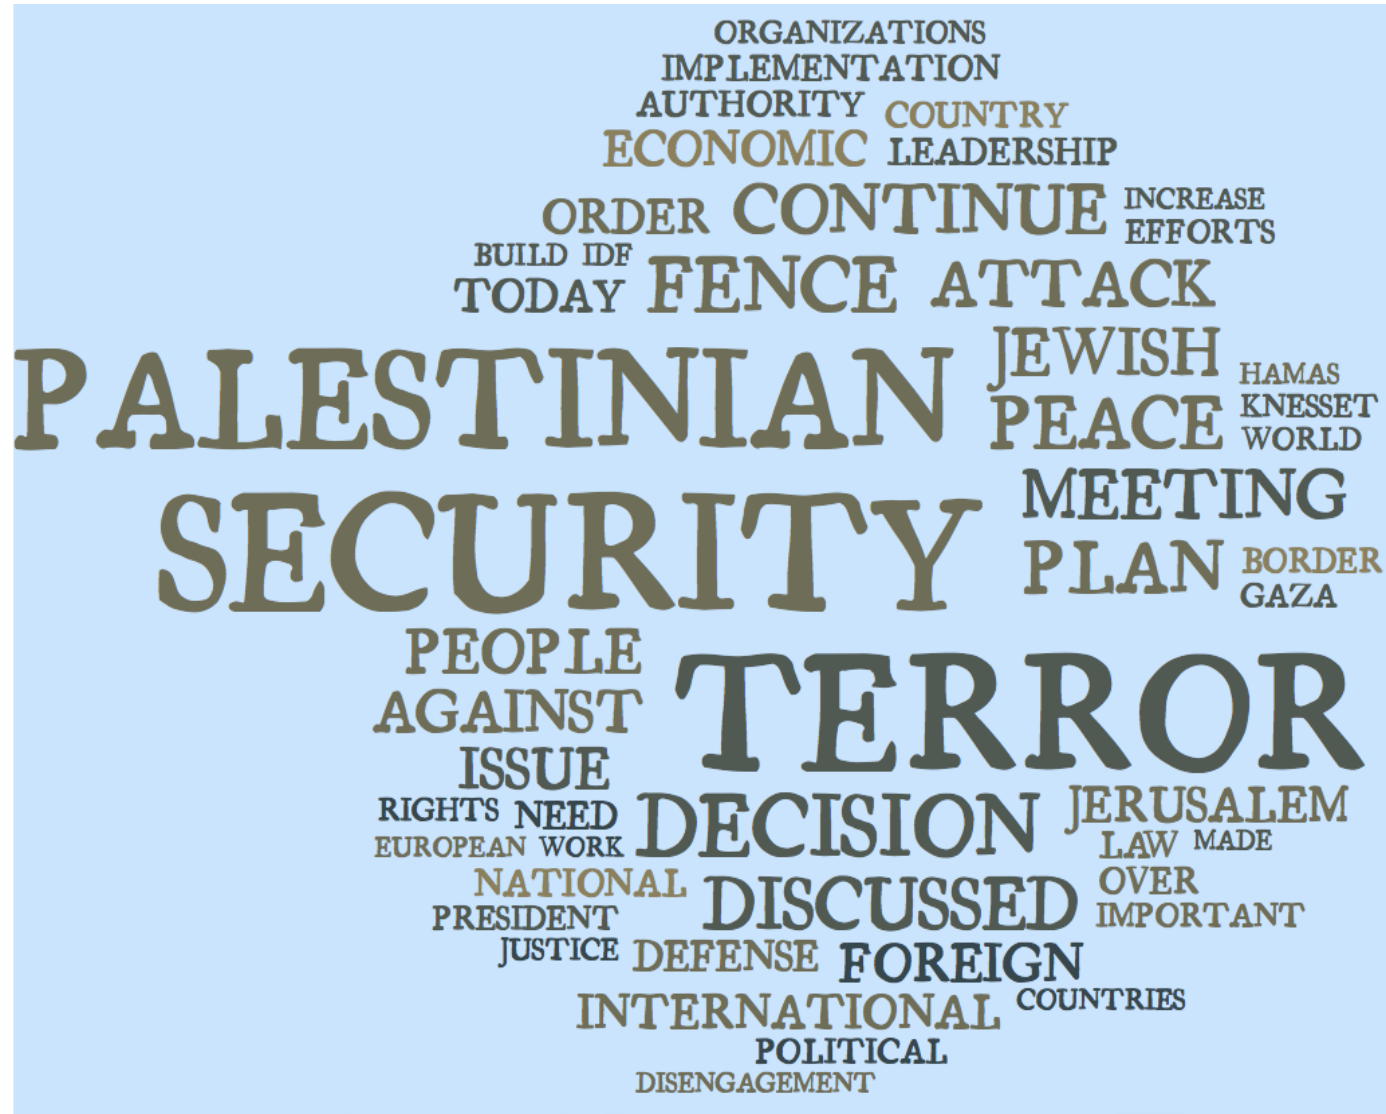 ORGANIZATIONS
IMPLEMENTATION
AUTHORITY COUNTRY
ECONOMIC LEADERSHIP
ORDER CONTINUE INCREASE
EFFORTS
BUILD IDF
TODAY FENCE ATTACK
PALESTINIAN JEWISH
HAMAS
PEACE KNESSET
WORLD
SECURITY MEETING
PLAN BORDER
GAZA
PEOPLE
AGAINST TERROR
ISSUE
RIGHTS NEED DECISION JERUSALEM
EUROPEAN WORK LAW MADE
NATIONAL DISCUSSED OVER
PRESIDENT IMPORTANT
JUSTICE DEFENSE FOREIGN
INTERNATIONAL COUNTRIES
POLITICAL
DISENGAGEMENT